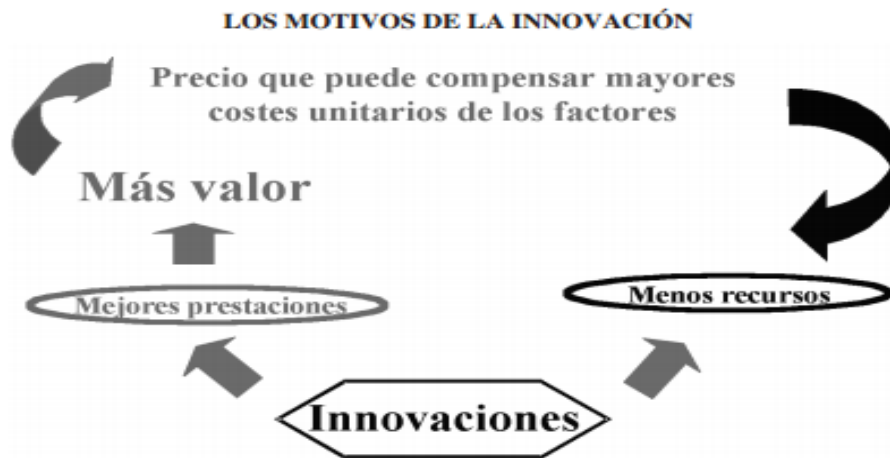 LOS MOTIVOS DE LA INNOVACIÓN
Precio que puede compensar mayores
costes unitarios de los factores
Más valor
Mejores prestaciones
Menos recursos
Innovaciones